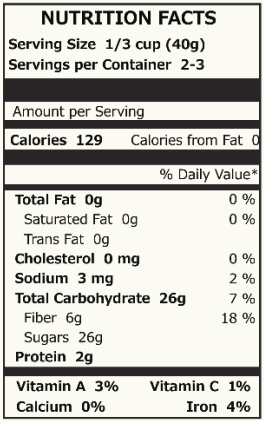 NUTRITION FACTS
Serving Size 1/3 cup (40g)
Servings per Container 2-3
Amount per Serving
Calories 129 Calories from Fat 0
% Daily Value*
Total Fat 0g 0 %
Saturated Fat 0g 0 %
Trans Fat 0g
Cholesterol 0 mg 0 %
Sodium 3 mg 2 %
Total Carbohydrate 26g 7 %
Fiber 6g 18 %
Sugars 26g
Protein 2g
Vitamin A 3% Vitamin C 1%
Calcium 0% Iron 4%